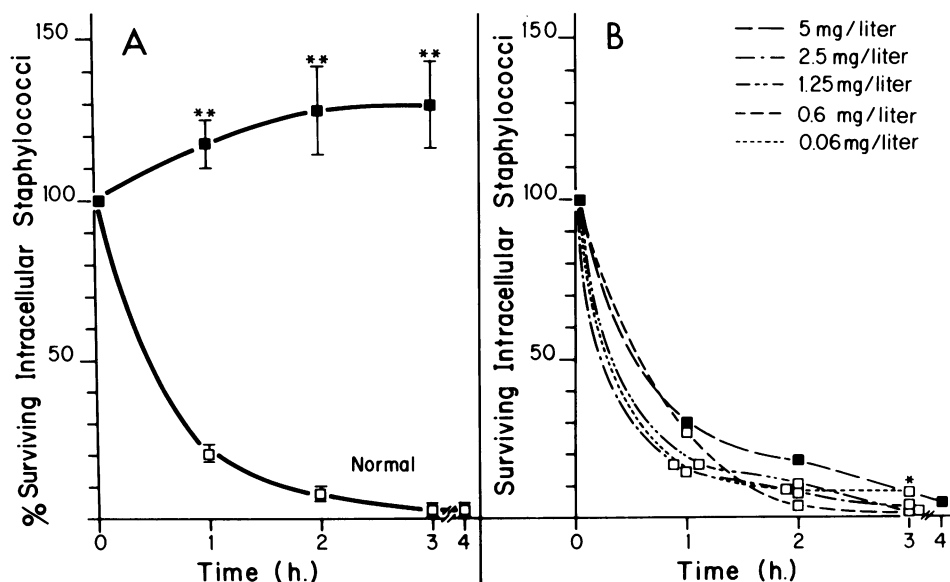 A
% Surviving Intracellular Staphylococci
150
100
50
**
**
**
Normal
0
1
2
3
4
Time (h.)
B
Surviving Intracellular Staphylococci
150
100
50
5 mg/liter
2.5 mg/liter
1.25 mg/liter
0.6 mg/liter
0.06 mg/liter
*
0
1
2
3
4
Time (h.)